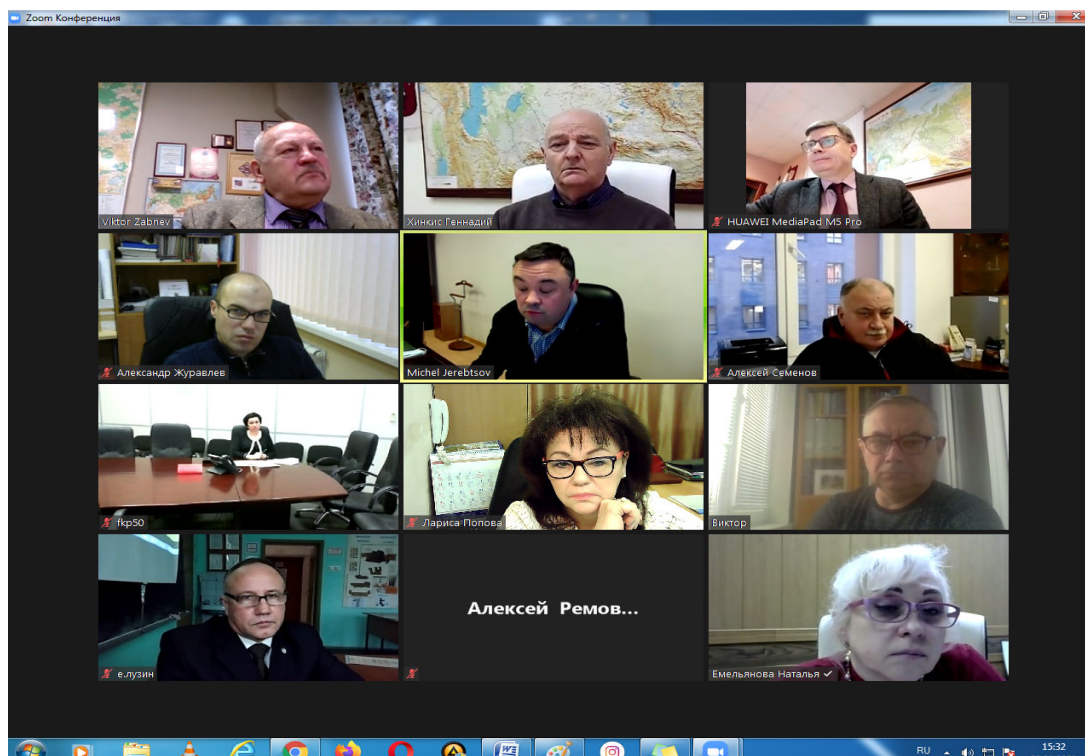 Zoom Конференция
Viktor Zabnev
Хинкис Геннадий
HUAWEI MediaPad M5 Pro
Александр Журавлев
Michel Jerebtsov
Алексей Семенов
fkp50
Лариса Попова
Виктор
е.лузин
Алексей Ремов...
Емельянова Наталья
RU
15:32